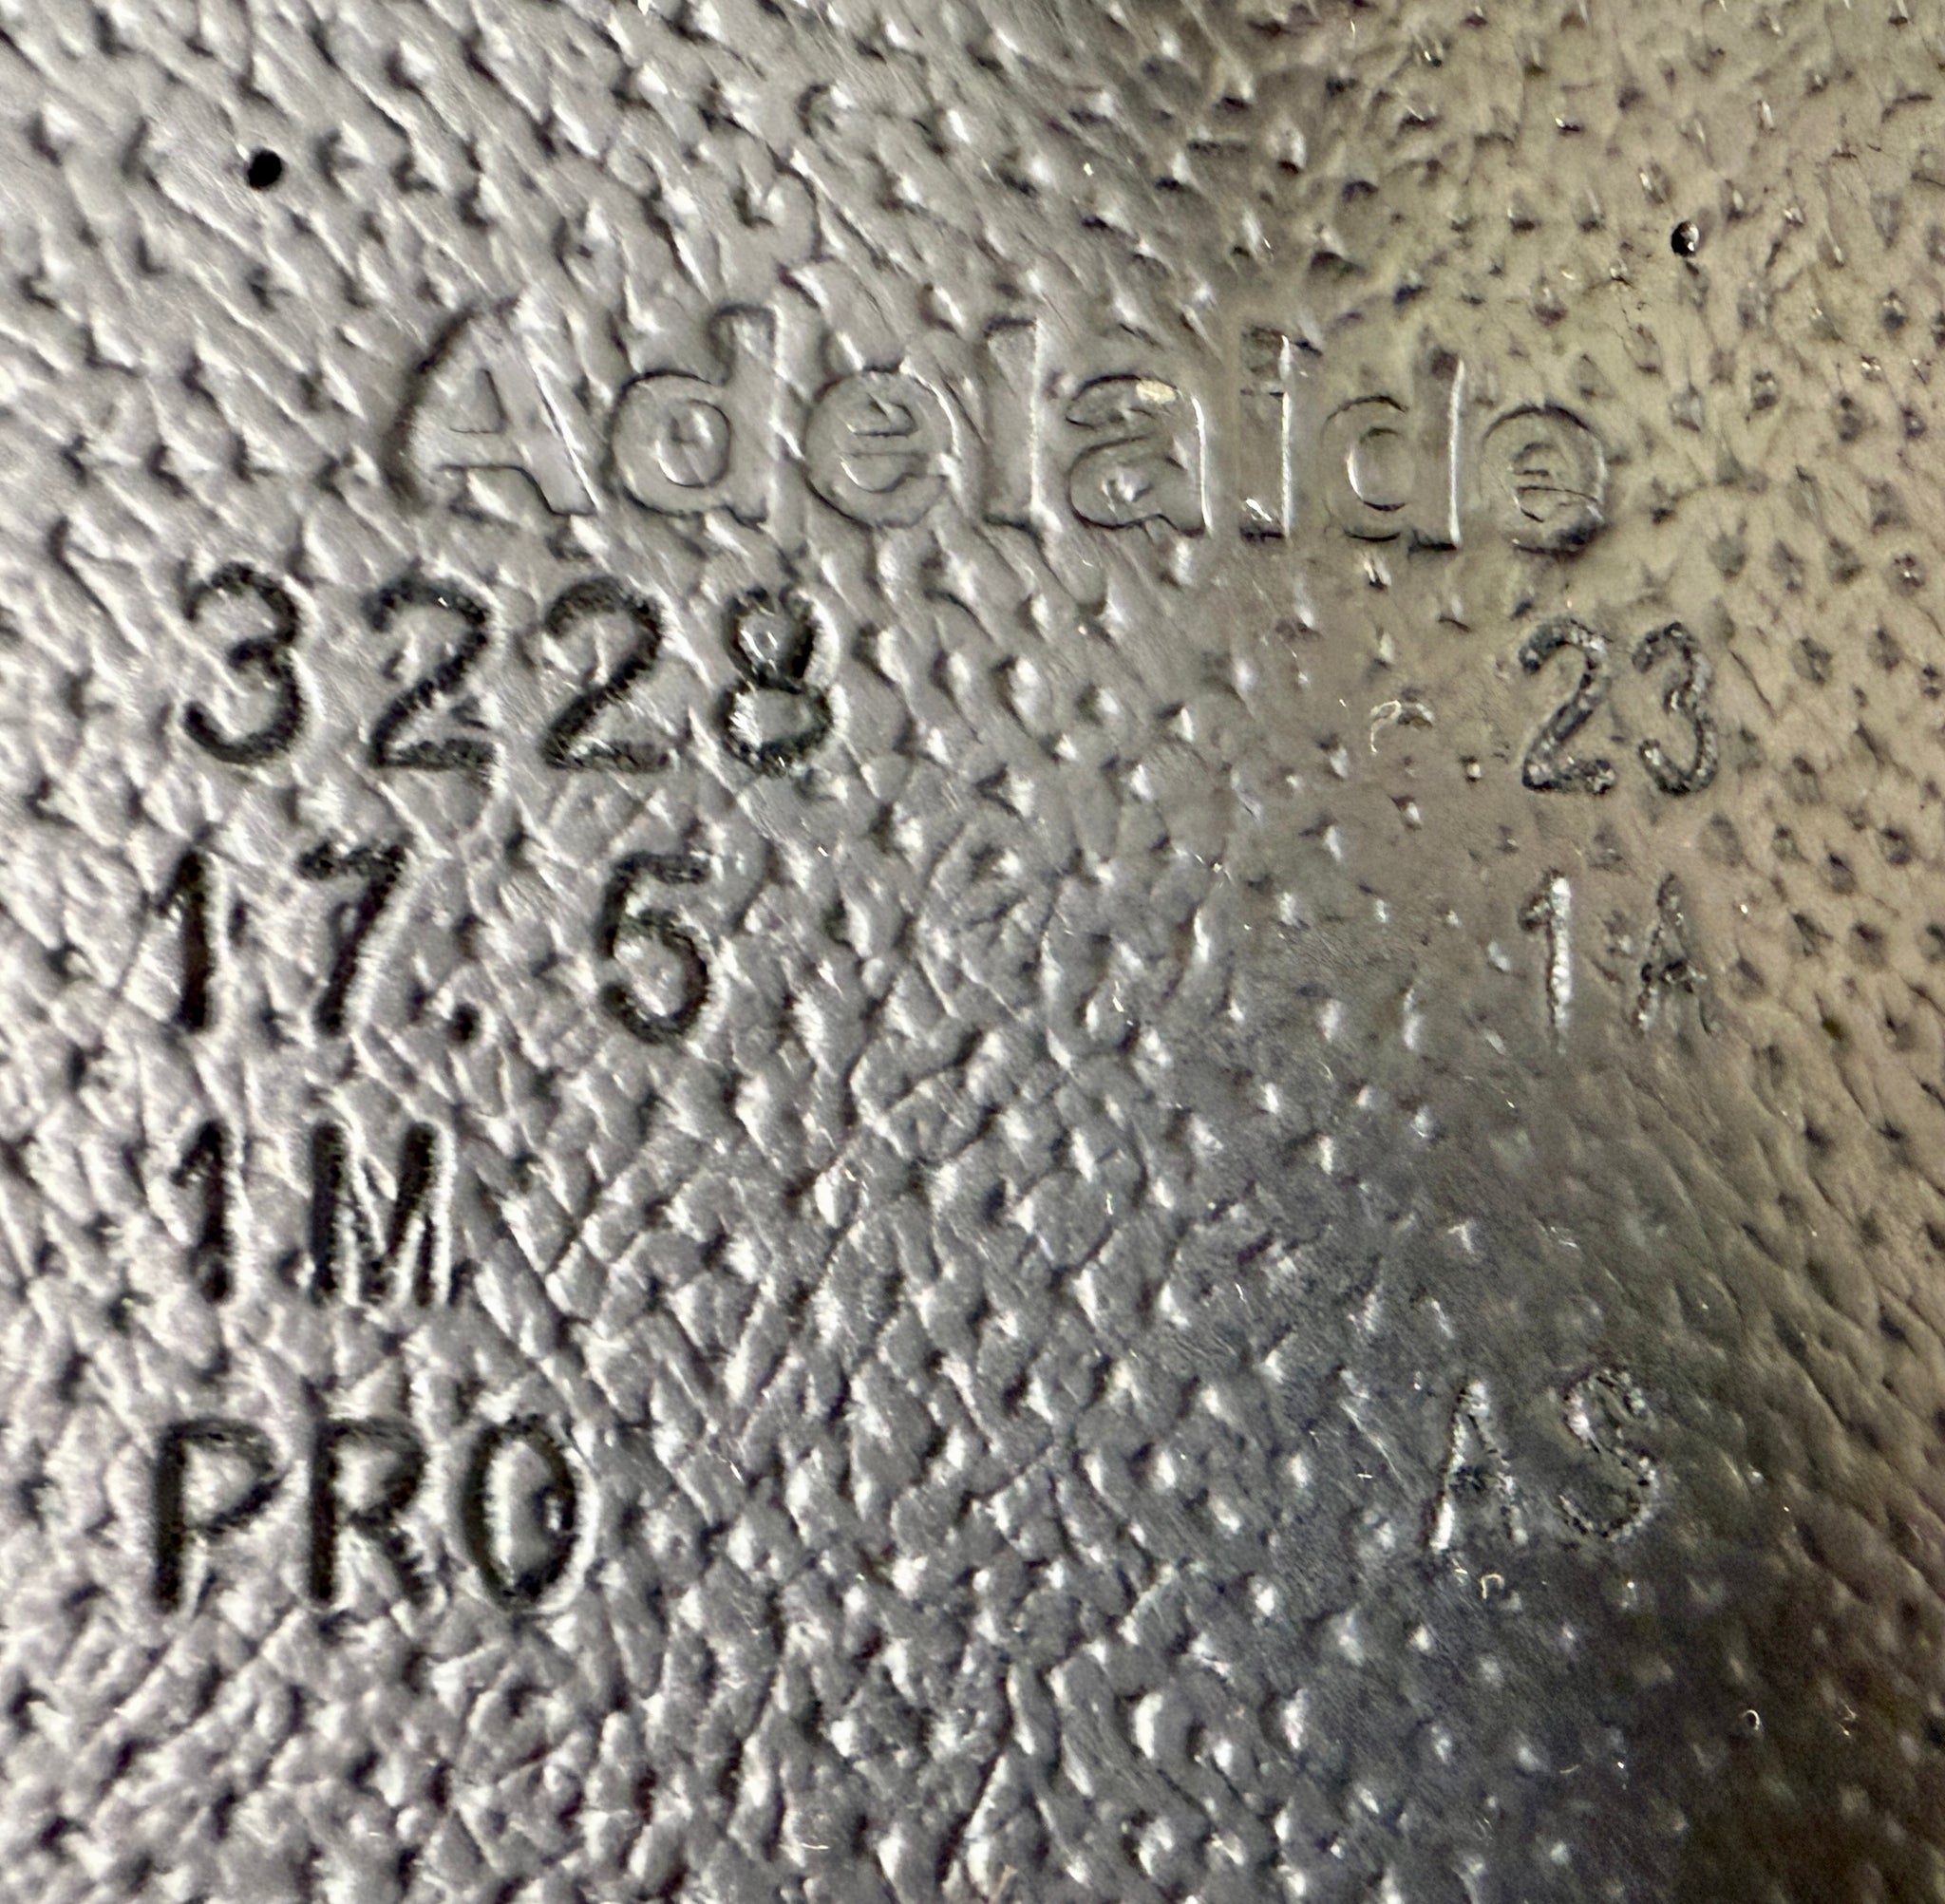 Adelaide
3228 23
17.5 1A
1M
PRO AS